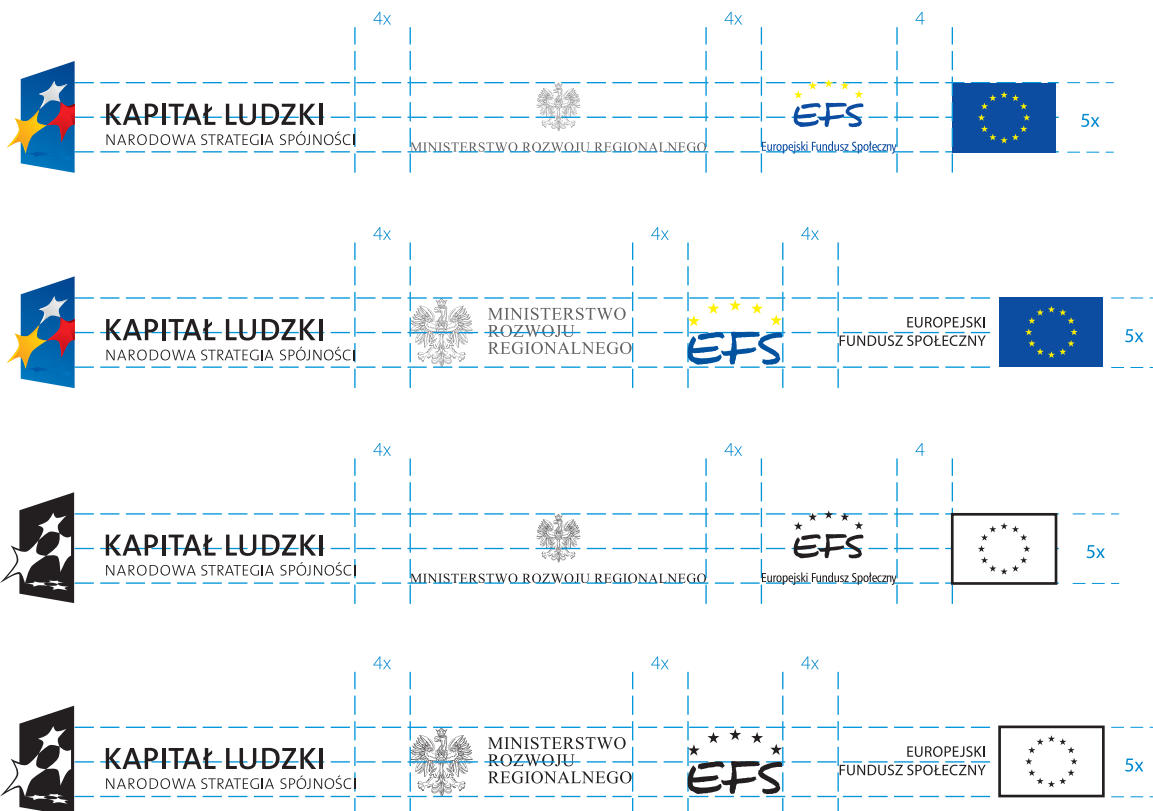 4x 4x 4
KAPITAŁ LUDZKI
NARODOWA STRATEGIA SPÓJNOŚCI
MINISTERSTWO ROZWOJU REGIONALNEGO
EFS
Europejski Fundusz Społeczny
5x
4x 4x 4x
KAPITAŁ LUDZKI
NARODOWA STRATEGIA SPÓJNOŚCI
MINISTERSTWO
ROZWOJU
REGIONALNEGO
EFS
EUROPEJSKI
FUNDUSZ SPOŁECZNY
5x
4x 4x 4
KAPITAŁ LUDZKI
NARODOWA STRATEGIA SPÓJNOŚCI
MINISTERSTWO ROZWOJU REGIONALNEGO
EFS
Europejski Fundusz Społeczny
5x
4x 4x 4x
KAPITAŁ LUDZKI
NARODOWA STRATEGIA SPÓJNOŚCI
MINISTERSTWO
ROZWOJU
REGIONALNEGO
EFS
EUROPEJSKI
FUNDUSZ SPOŁECZNY
5x